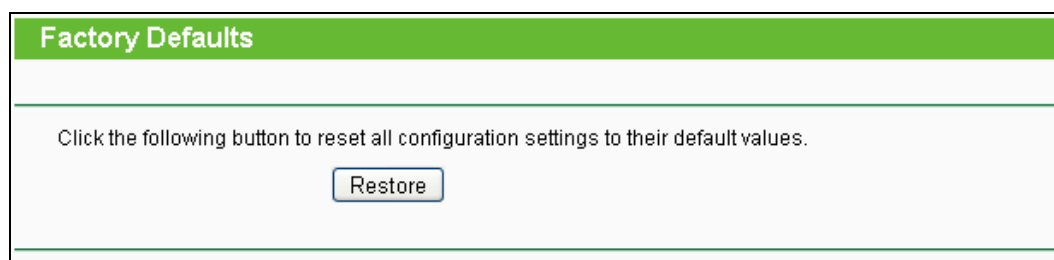 Factory Defaults
Click the following button to reset all configuration settings to their default values.
Restore